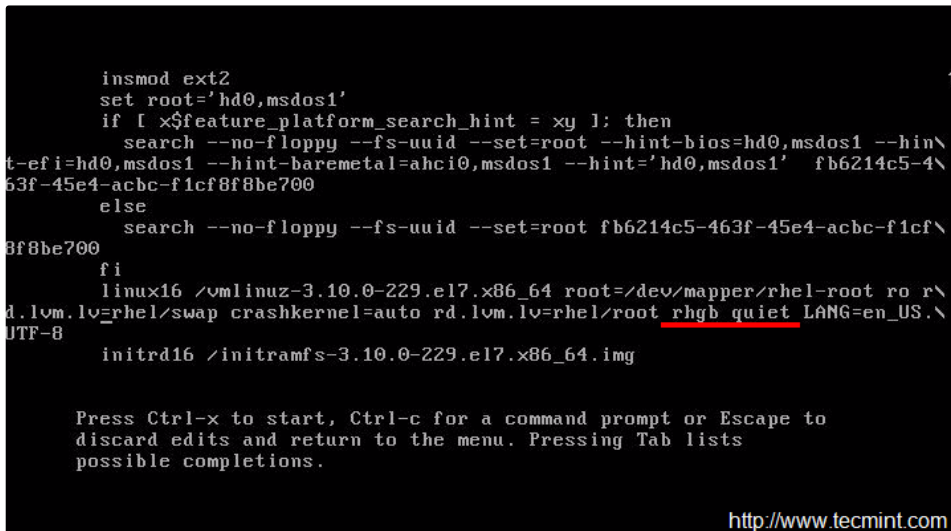 insmod ext2
set root='hd0,msdos1'
if [ x$feature_platform_search_hint = xy ]; then
search --no-floppy --fs-uuid --set=root --hint-bios=hd0,msdos1 --hin\
t-efi=hd0,msdos1 --hint-baremetal=ahci0,msdos1 --hint='hd0,msdos1'  fb6214c5-4\
63f-45e4-acbc-f1cf8f8be700
else
search --no-floppy --fs-uuid --set=root fb6214c5-463f-45e4-acbc-f1cf\
8f8be700
fi
linux16 /vmlinuz-3.10.0-229.el7.x86_64 root=/dev/mapper/rhel-root ro r\
d.lvm.lv=rhel/swap crashkernel=auto rd.lvm.lv=rhel/root rhgb quiet LANG=en_US.\
UTF-8
initrd16 /initramfs-3.10.0-229.el7.x86_64.img
Press Ctrl-x to start, Ctrl-c for a command prompt or Escape to
discard edits and return to the menu. Pressing Tab lists
possible completions.
http://www.tecmint.com